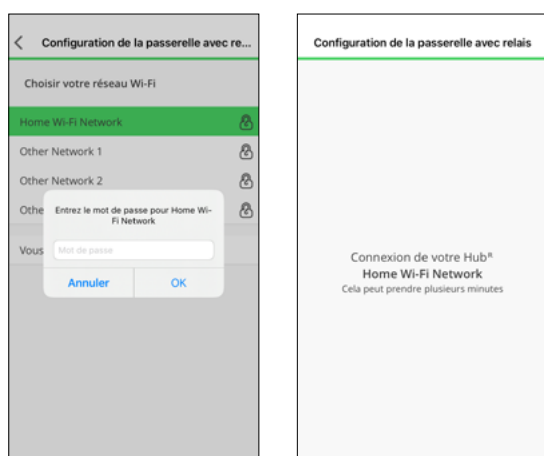 Configuration de la passerelle avec re...
Choisir votre réseau Wi-Fi
Home Wi-Fi Network
Other Network 1
Other Network 2
Othe
Entrez le mot de passe pour Home Wi-
Fi Network
Vous
Mot de passe
Annuler OK
Configuration de la passerelle avec relais
Connexion de votre Hubᴿ
Home Wi-Fi Network
Cela peut prendre plusieurs minutes